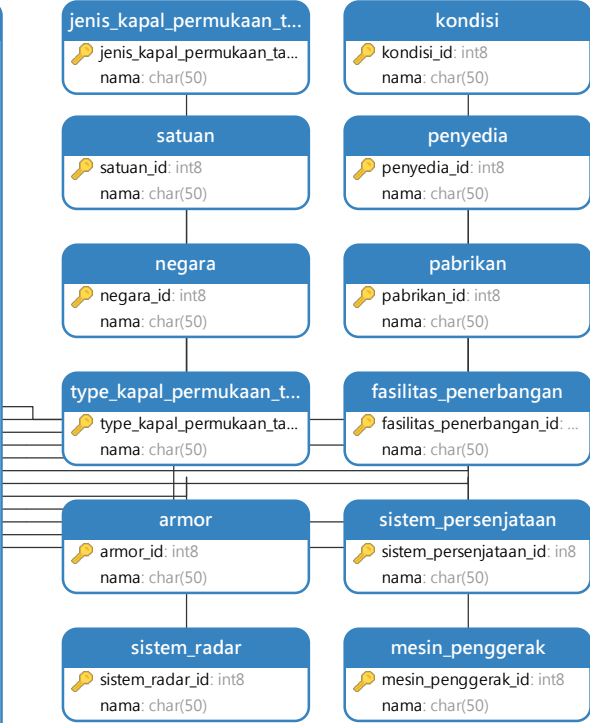 jenis_kapal_permukaan_t...
jenis_kapal_permukaan_ta...
nama: char(50)
kondisi
kondisi_id: int8
nama: char(50)
satuan
satuan_id: int8
nama: char(50)
penyedia
penyedia_id: int8
nama: char(50)
negara
negara_id: int8
nama: char(50)
pabrikan
pabrikan_id: int8
nama: char(50)
type_kapal_permukaan_t...
type_kapal_permukaan_ta...
nama: char(50)
fasilitas_penerbangan
fasilitas_penerbangan_id: ...
nama: char(50)
armor
armor_id: int8
nama: char(50)
sistem_persenjataan
sistem_persenjataan_id: in8
nama: char(50)
sistem_radar
sistem_radar_id: int8
nama: char(50)
mesin_penggerak
mesin_penggerak_id: int8
nama: char(50)